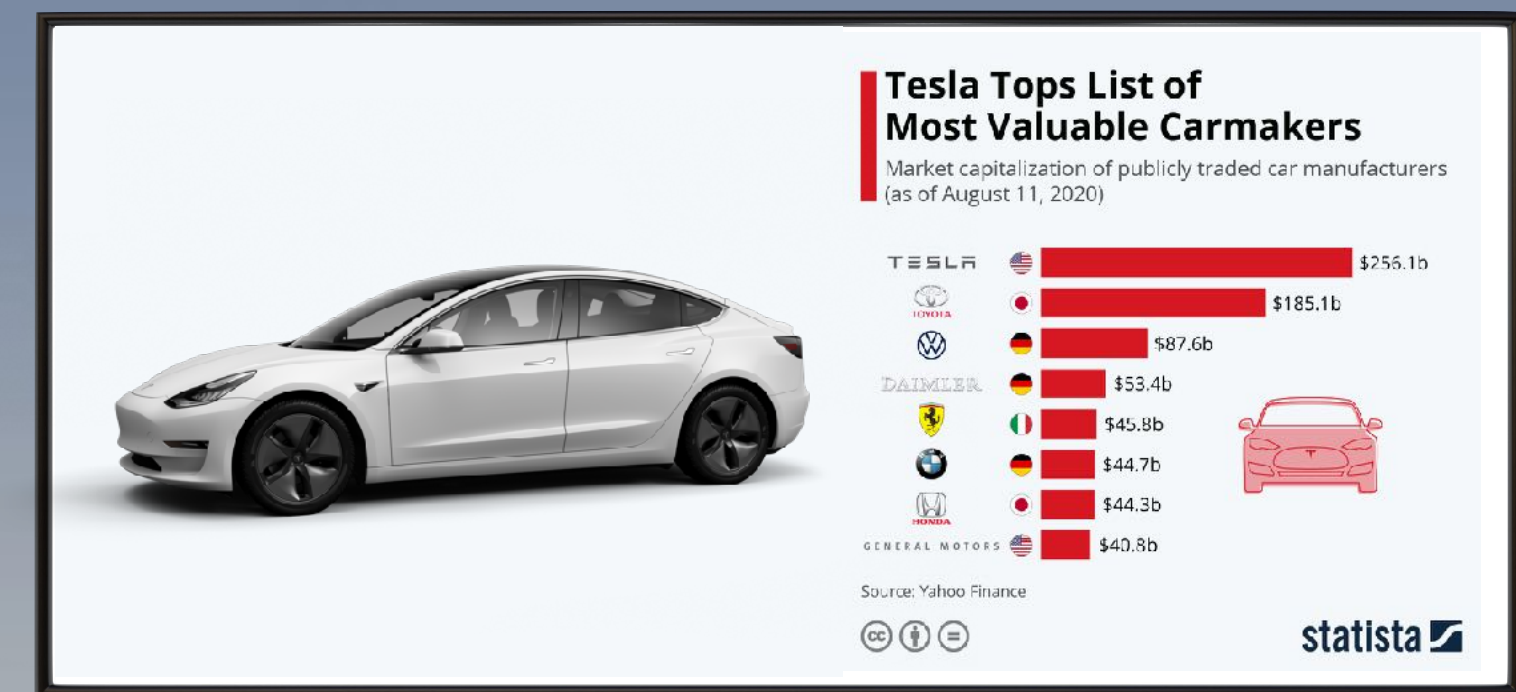 Tesla Tops List of
Most Valuable Carmakers
Market capitalization of publicly traded car manufacturers
(as of August 11, 2020)
TESLA $256.1b
TOYOTA $185.1b
$87.6b
DAIMLER $53.4b
$45.8b
$44.7b
HONDA $44.3b
GENERAL MOTORS $40.8b
Source: Yahoo Finance
cc
statista